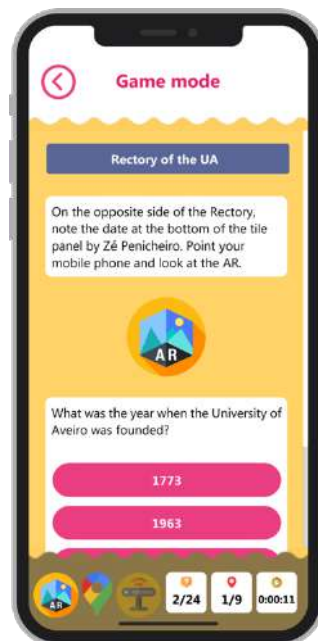 Game mode
Rectory of the UA
On the opposite side of the Rectory,
note the date at the bottom of the tile
panel by Zé Penicheiro. Point your
mobile phone and look at the AR.
AR
What was the year when the University of
Aveiro was founded?
1773
1963
AR
2/24
1/9
0:00:11